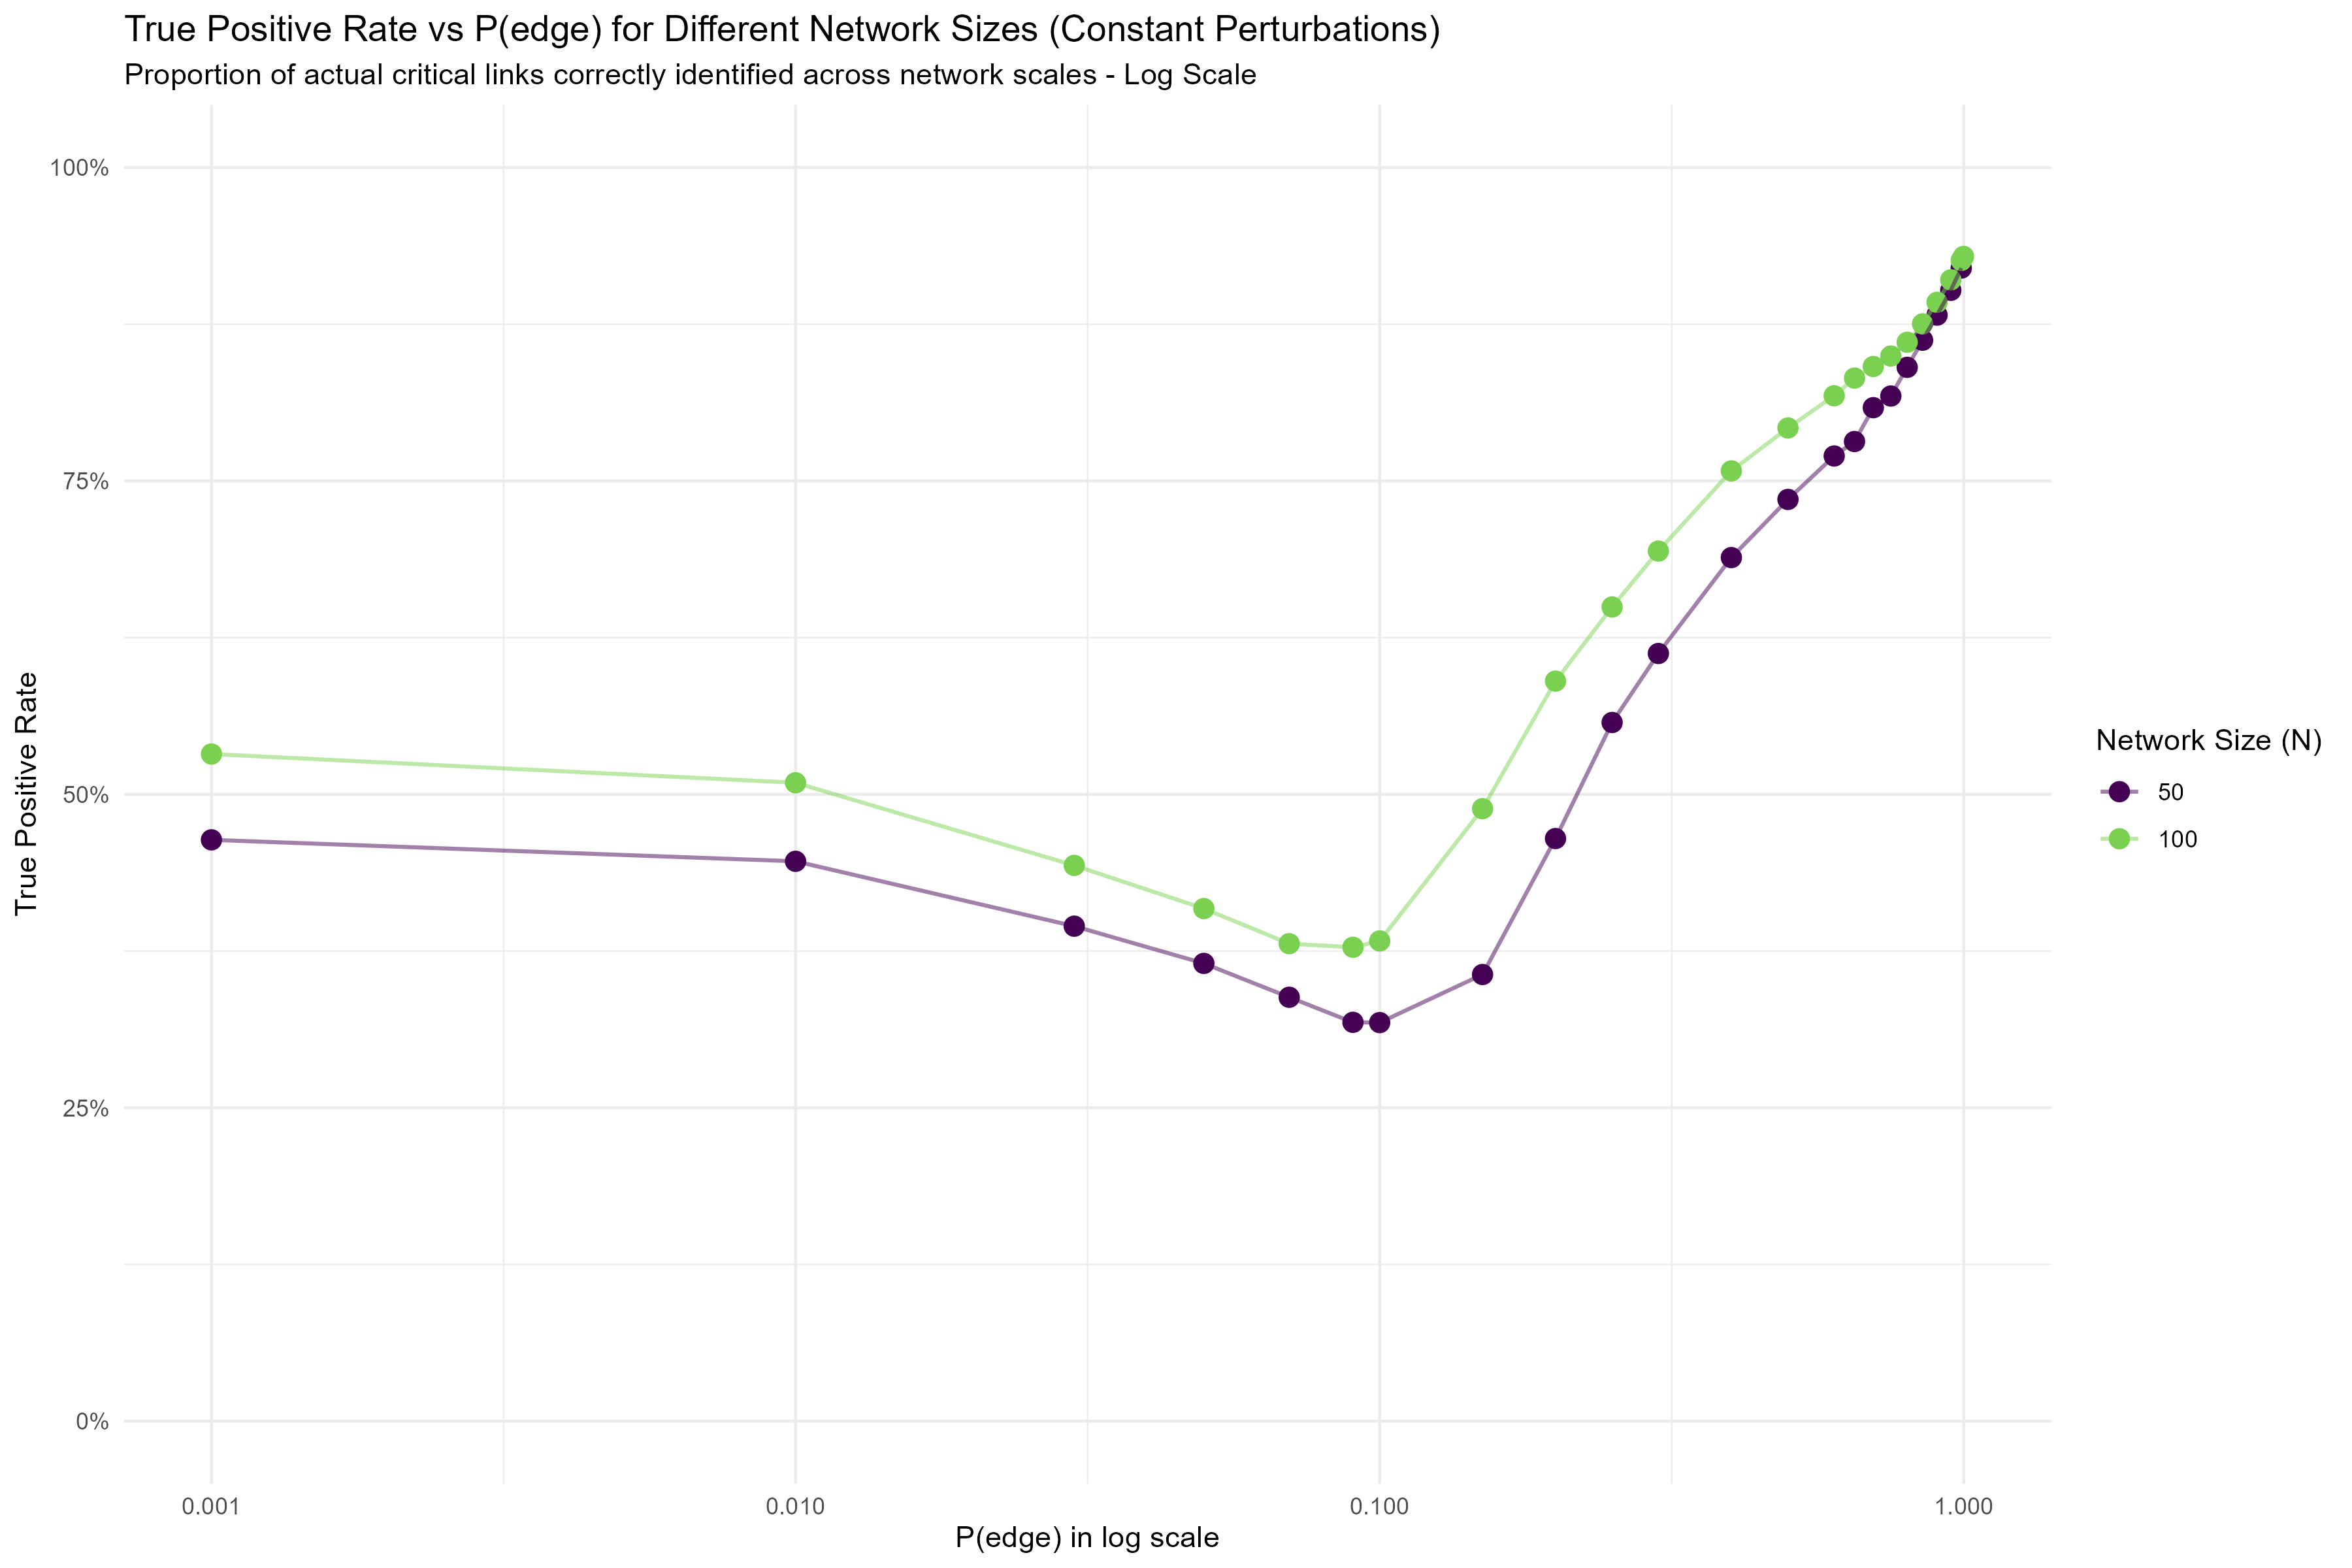 True Positive Rate vs P(edge) for Different Network Sizes (Constant Perturbations)
Proportion of actual critical links correctly identified across network scales - Log Scale
100%
75%
50%
25%
0%
True Positive Rate
0.001
0.010
0.100
1.000
P(edge) in log scale
Network Size (N)
50
100